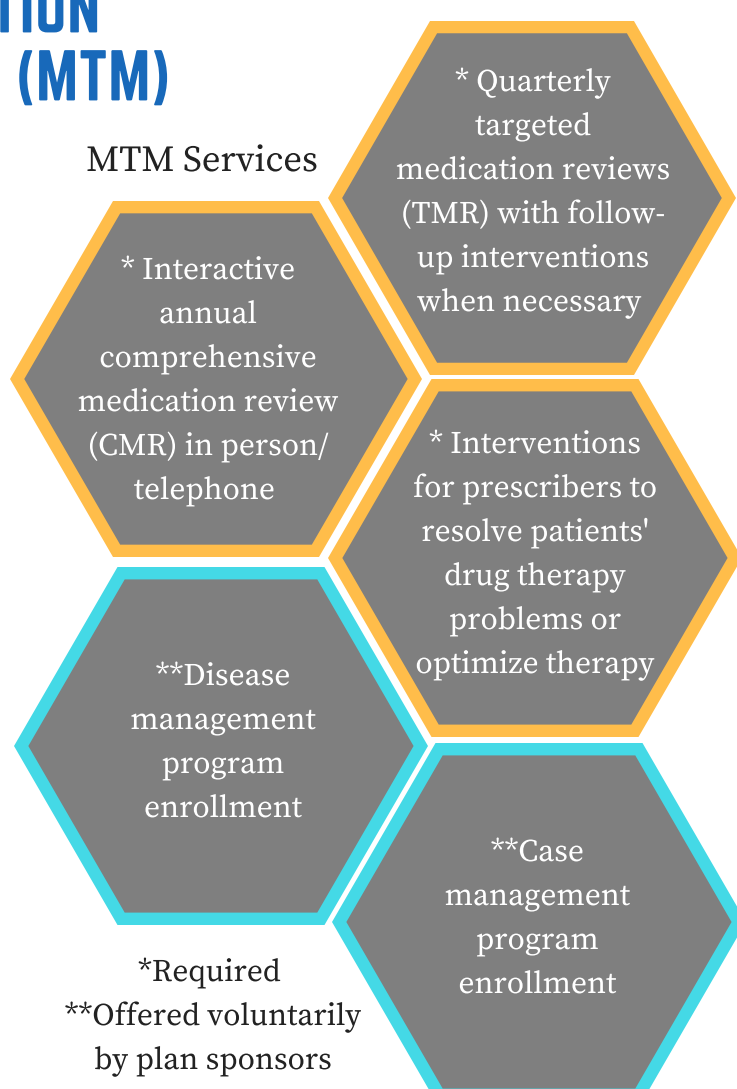 TION
(MTM)
MTM Services
* Quarterly
targeted
medication reviews
(TMR) with follow-
up interventions
when necessary
* Interactive
annual
comprehensive
medication review
(CMR) in person/
telephone
* Interventions
for prescribers to
resolve patients'
drug therapy
problems or
optimize therapy
**Disease
management
program
enrollment
**Case
management
program
enrollment
*Required
**Offered voluntarily
by plan sponsors